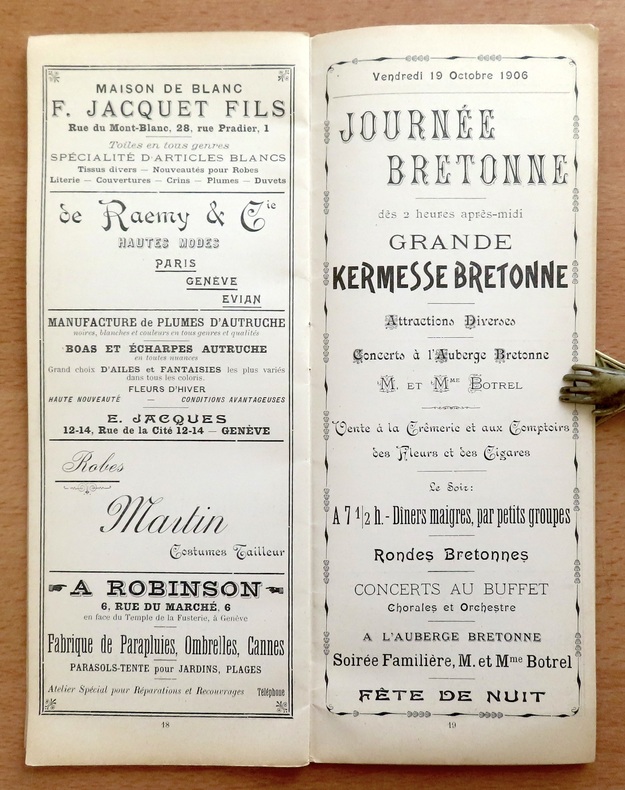 MAISON DE BLANC
F. JACQUET FILS
Rue du Mont-Blanc, 28, rue Pradier, 1
Toiles en tous genres
SPÉCIALITÉ D'ARTICLES BLANCS
Tissus divers — Nouveautés pour Robes
Literie — Couvertures — Crins — Plumes — Duvets
de Raemy & Cie
HAUTES MODES
PARIS
GENÈVE
EVIAN
MANUFACTURE de PLUMES D'AUTRUCHE
noires, blanches et couleurs en tous genres et qualités
BOAS ET ÉCHARPES AUTRUCHE
en toutes nuances
Grand choix D'AILES et FANTAISIES les plus variés
dans tous les coloris.
FLEURS D'HIVER
HAUTE NOUVEAUTÉ — CONDITIONS AVANTAGEUSES
E. JACQUES
12-14, Rue de la Cité 12-14 — GENÈVE
Robes
Martin
Costumes Tailleur
A ROBINSON
6, RUE DU MARCHÉ, 6
en face du Temple de la Fusterie, à Genève
Fabrique de Parapluies, Ombrelles, Cannes
PARASOLS-TENTE pour JARDINS, PLAGES
Atelier Spécial pour Réparations et Recouvrages Téléphone
18
Vendredi 19 Octobre 1906
JOURNÉE
BRETONNE
dès 2 heures après-midi
GRANDE
KERMESSE BRETONNE
Attractions Diverses
Concerts à l'Auberge Bretonne
M. ET MME BOTREL
Vente à la Crêmerie et aux Comptoirs
des Fleurs et des Cigares
Le Soir:
A 7 1/2 h. - Dîners maigres, par petits groupes
Rondes Bretonnes
CONCERTS AU BUFFET
Chorales et Orchestre
A L'AUBERGE BRETONNE
Soirée Familière, M. et Mme Botrel
FÊTE DE NUIT
19